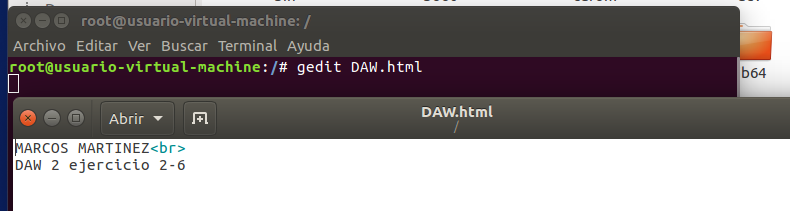 root@usuario-virtual-machine: /
Archivo Editar Ver Buscar Terminal Ayuda
root@usuario-virtual-machine:/# gedit DAW.html
b64
Abrir
DAW.html
/
MARCOS MARTINEZ<br>
DAW 2 ejercicio 2-6